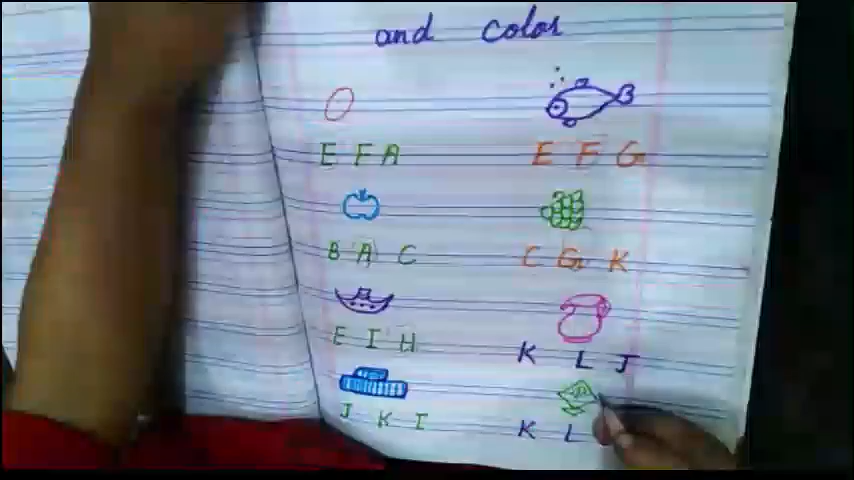 and color
E F A
E F G
B A C
C G K
E I H
K L J
J K I
K L